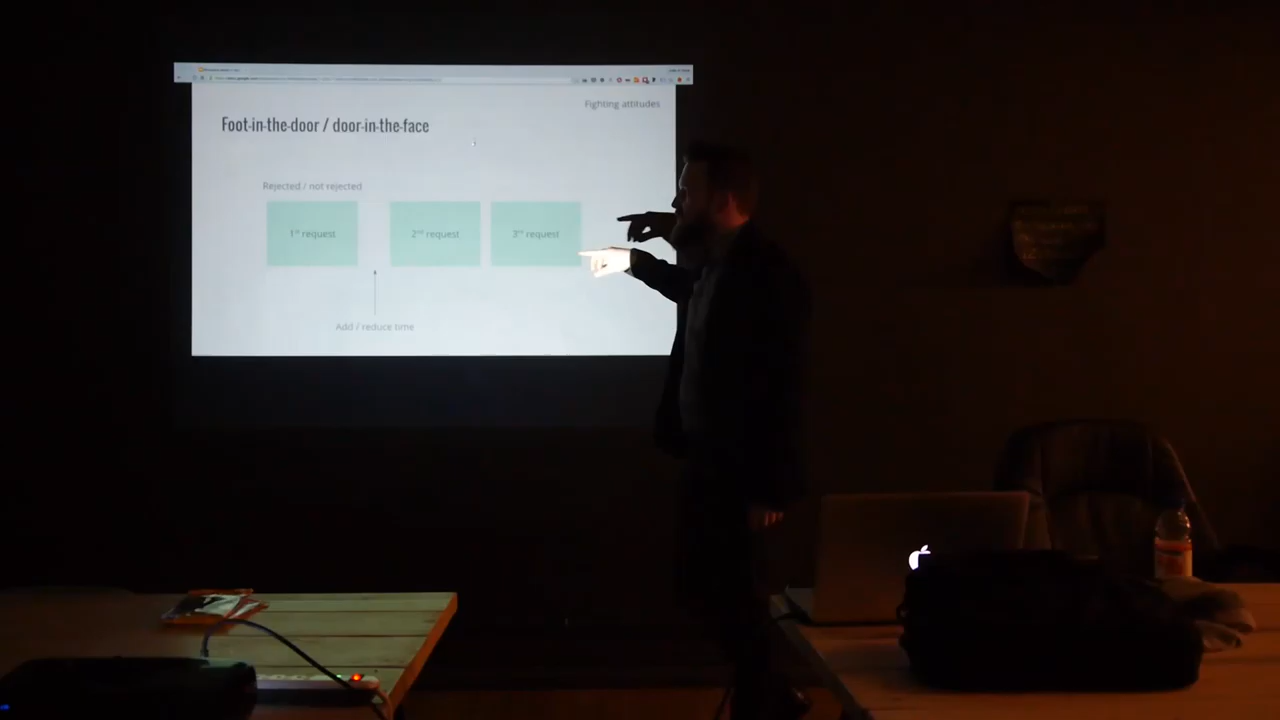 Fighting attitudes
Foot-in-the-door / door-in-the-face
Rejected / not rejected
1st request
2nd request
3rd request
Add / reduce time